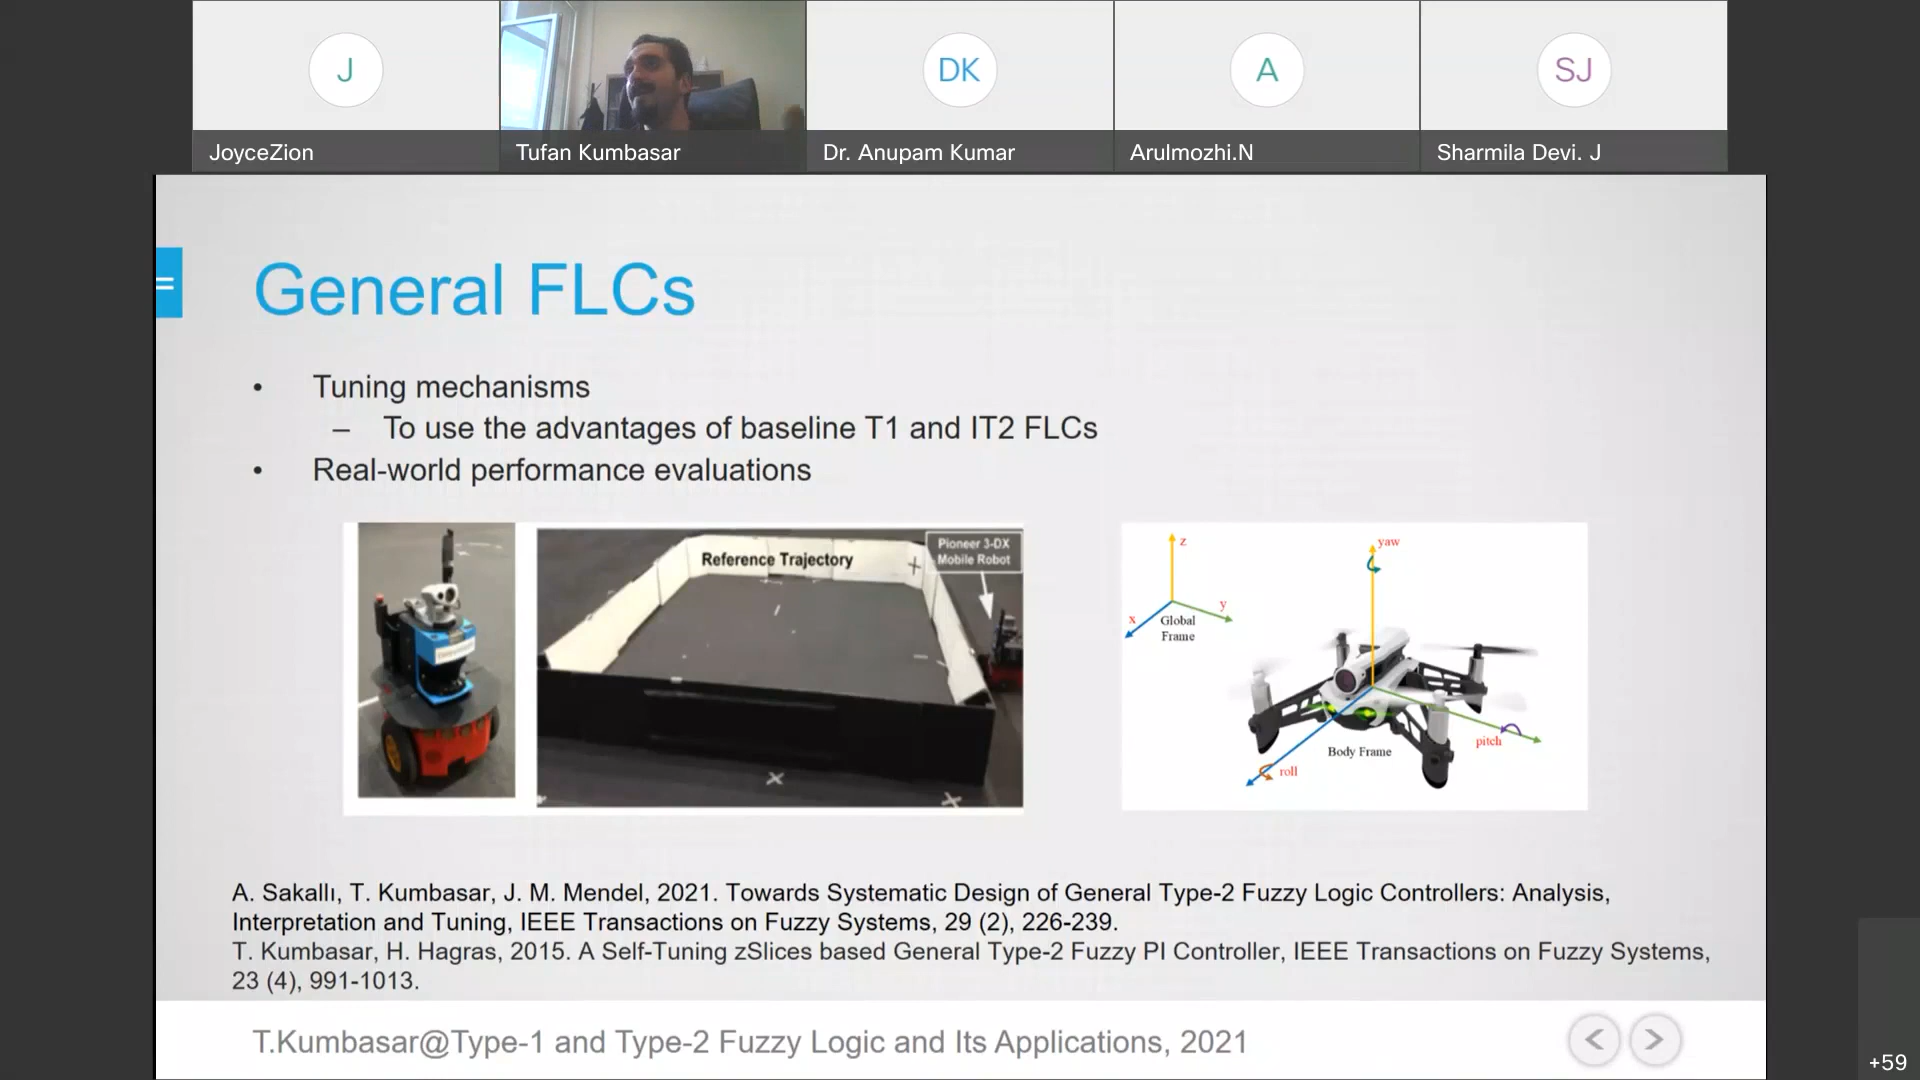 J
DK
A
SJ
JoyceZion
Tufan Kumbasar
Dr. Anupam Kumar
Arulmozhi.N
Sharmila Devi. J
General FLCs
• Tuning mechanisms
– To use the advantages of baseline T1 and IT2 FLCs
• Real-world performance evaluations
Reference Trajectory
Pioneer 3-DX
Mobile Robot
z
y
x
Global
Frame
yaw
pitch
Body Frame
roll
A. Sakallı, T. Kumbasar, J. M. Mendel, 2021. Towards Systematic Design of General Type-2 Fuzzy Logic Controllers: Analysis,
Interpretation and Tuning, IEEE Transactions on Fuzzy Systems, 29 (2), 226-239.
T. Kumbasar, H. Hagras, 2015. A Self-Tuning zSlices based General Type-2 Fuzzy PI Controller, IEEE Transactions on Fuzzy Systems,
23 (4), 991-1013.
T.Kumbasar@Type-1 and Type-2 Fuzzy Logic and Its Applications, 2021
+59